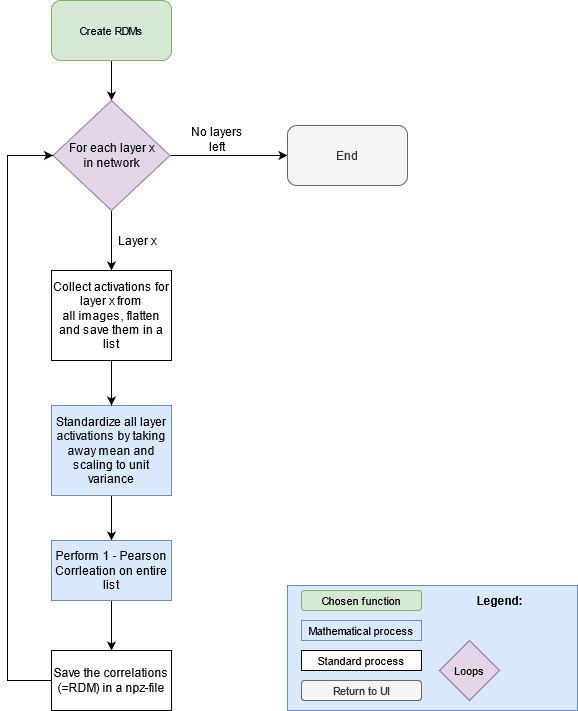 Create RDMs
For each layer x
in network
No layers
left
End
Layer x
Collect activations for
layer x from
all images, flatten
and save them in a
list
Standardize all layer
activations by taking
away mean and
scaling to unit
variance
Perform 1 - Pearson
Corrleation on entire
list
Save the correlations
(=RDM) in a npz-file
Legend:
Chosen function
Mathematical process
Standard process
Return to UI
Loops